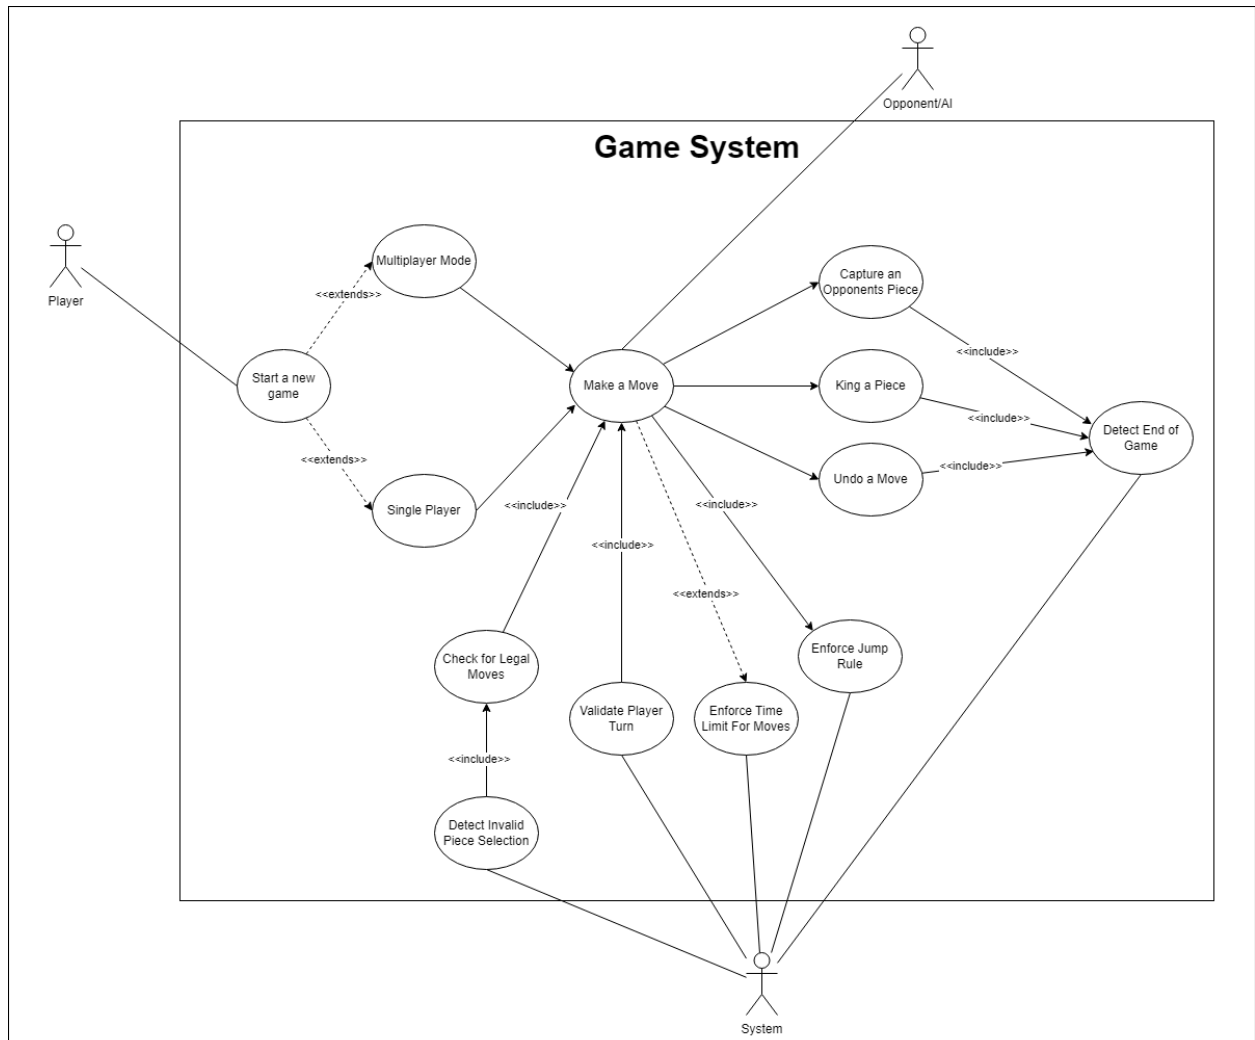 Opponent/AI
Game System
Player
Multiplayer Mode
<<extends>>
Start a new
game
<<extends>>
Single Player
Make a Move
Capture an
Opponents Piece
<<include>>
King a Piece
<<include>>
Detect End of
Game
Undo a Move
<<include>>
<<include>>
<<include>>
<<include>>
<<extends>>
Check for Legal
Moves
Validate Player
Turn
Enforce Time
Limit For Moves
Enforce Jump
Rule
<<include>>
Detect Invalid
Piece Selection
System